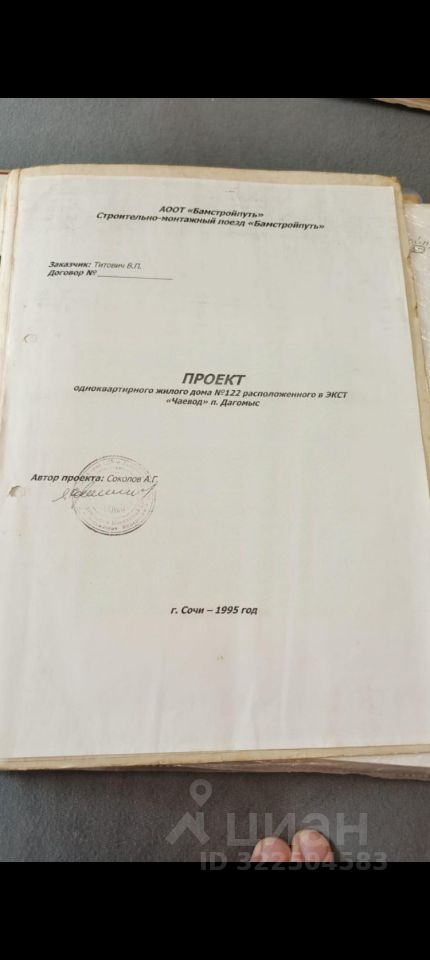 АООТ «Бамстройпуть»
Строительно-монтажный поезд «Бамстройпуть»
Заказчик: Титович В.П.
Договор №
ПРОЕКТ
одноквартирного жилого дома №122 расположенного в ЭКСТ
«Чаевод» п. Дагомыс
Автор проекта: Соколов А.Г.
г. Сочи – 1995 год
циан
ID 322504583